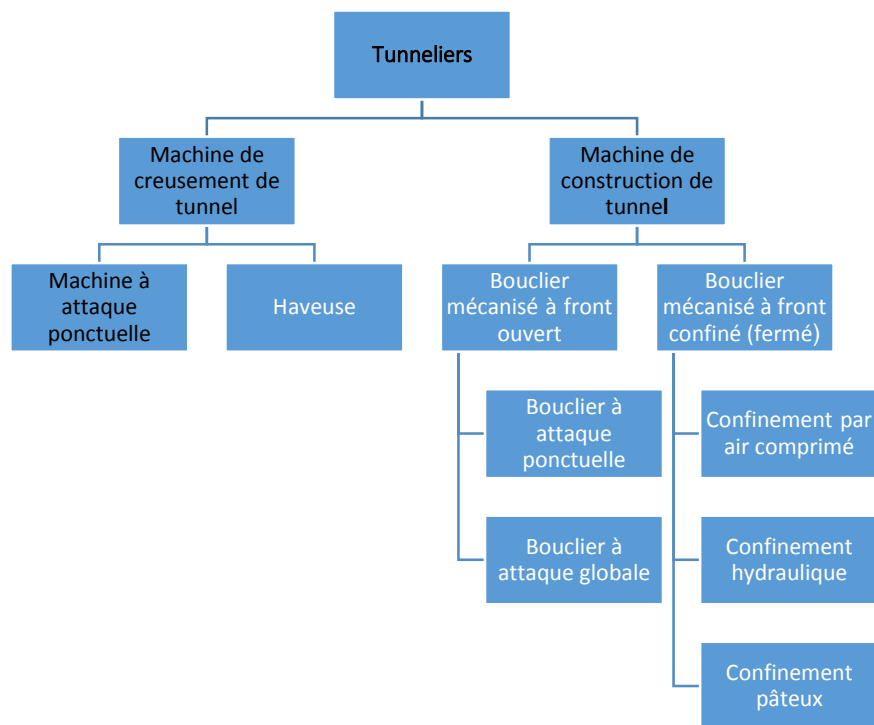 Tunneliers
Machine de
creusement de
tunnel
Machine de
construction de
tunnel
Machine à
attaque
ponctuelle
Haveuse
Bouclier
mécanisé à front
ouvert
Bouclier
mécanisé à front
confiné (fermé)
Bouclier à
attaque
ponctuelle
Confinement par
air comprimé
Bouclier à
attaque globale
Confinement
hydraulique
Confinement
pâteux